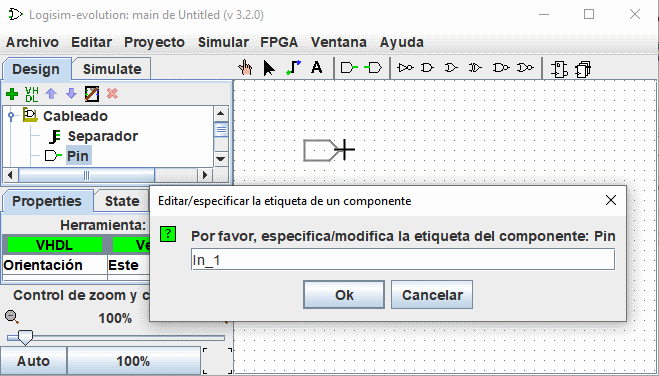 Logisim-evolution: main de Untitled (v 3.2.0)
Archivo Editar Proyecto Simular FPGA Ventana Ayuda
Design Simulate
A
VH
DL
Cableado
Separador
Pin
Properties State
Herramienta:
VHDL Ve
Orientación Este
Editar/especificar la etiqueta de un componente
? Por favor, especifica/modifica la etiqueta del componente: Pin
In_1
Ok Cancelar
Control de zoom y c
100%
Auto 100%